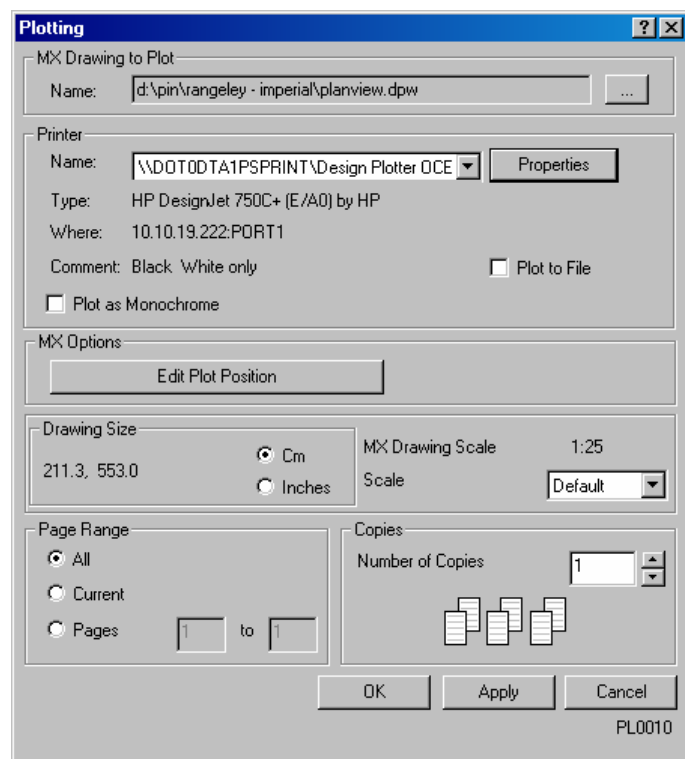 Plotting
MX Drawing to Plot
Name: d:\pin\rangeley - imperial\planview.dpw ...
Printer
Name: \\DOT0DTA1PSPRINT\Design Plotter OCE Properties
Type: HP DesignJet 750C+ (E/A0) by HP
Where: 10.10.19.222:PORT1
Comment: Black White only Plot to File
Plot as Monochrome
MX Options
Edit Plot Position
Drawing Size
211.3, 553.0
Cm
Inches
MX Drawing Scale 1:25
Scale Default
Page Range
All
Current
Pages 1 to 1
Copies
Number of Copies 1
OK Apply Cancel
PL0010